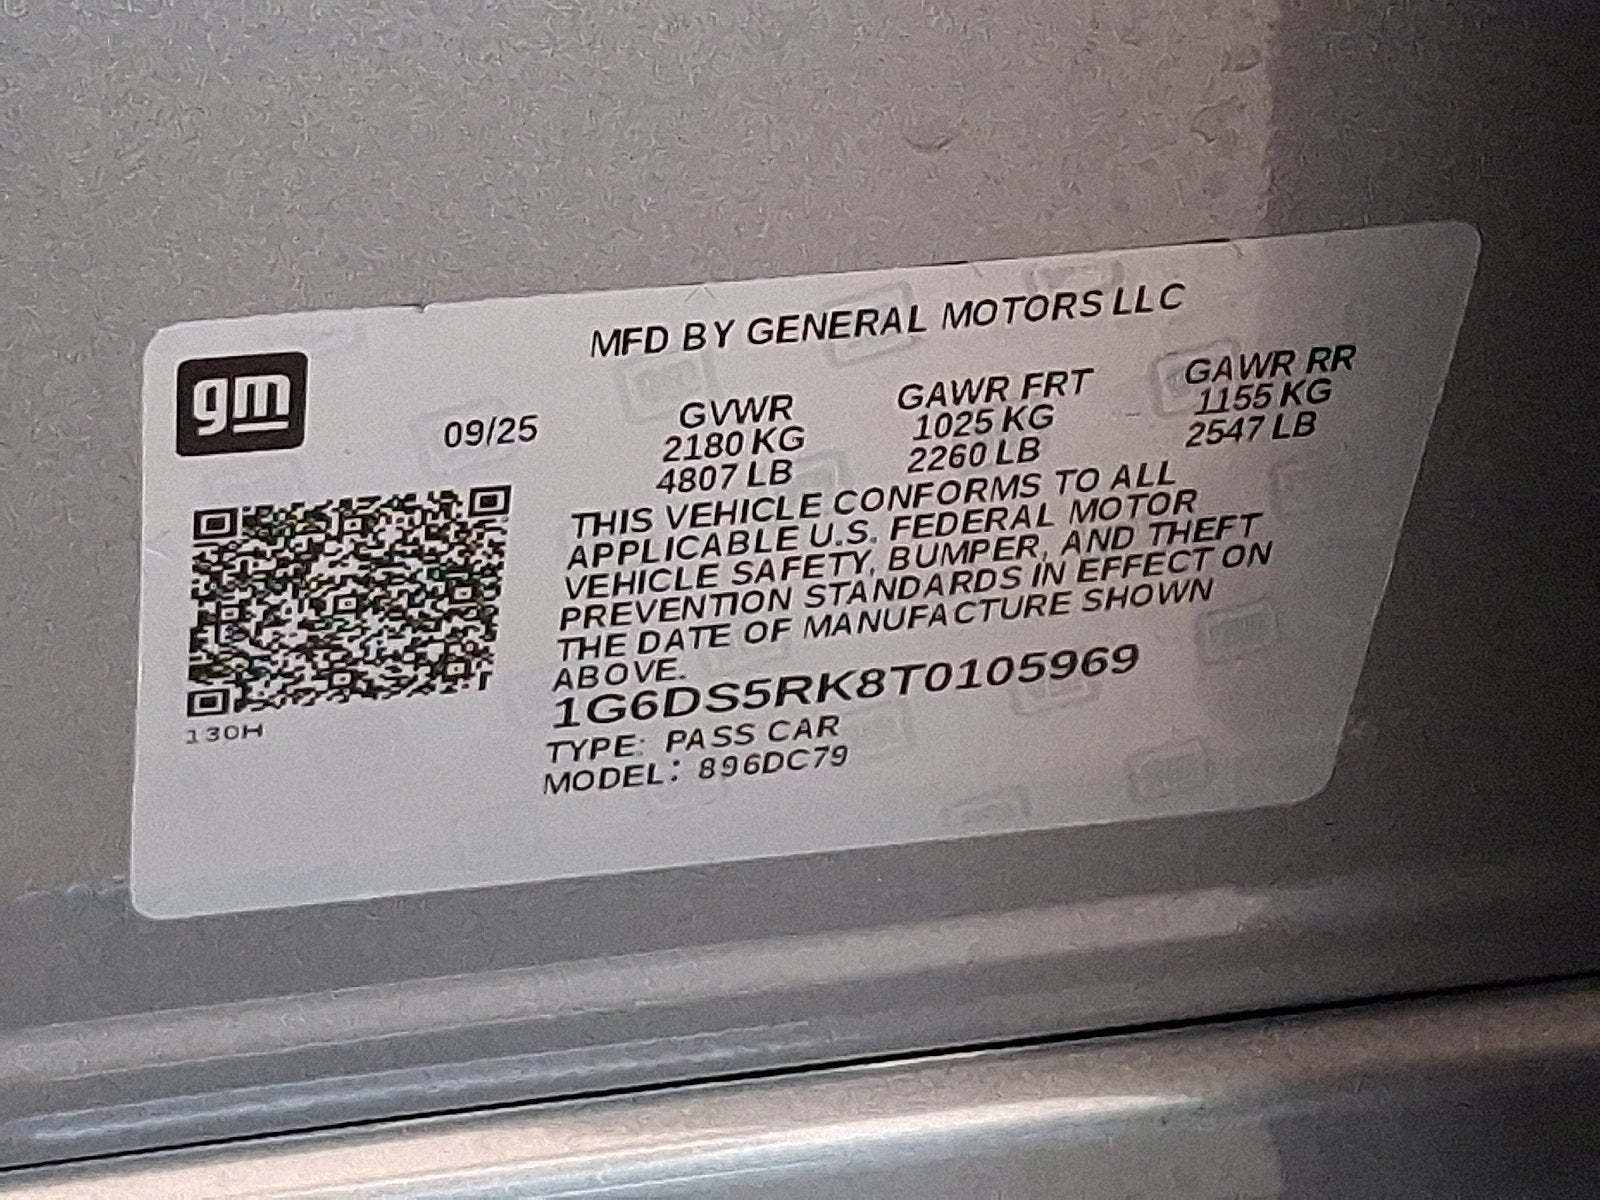 MFD BY GENERAL MOTORS LLC
gm
09/25
GVWR GAWR FRT GAWR RR
2180 KG 1025 KG 1155 KG
4807 LB 2260 LB 2547 LB
THIS VEHICLE CONFORMS TO ALL
APPLICABLE U.S. FEDERAL MOTOR
VEHICLE SAFETY, BUMPER, AND THEFT
PREVENTION STANDARDS IN EFFECT ON
THE DATE OF MANUFACTURE SHOWN
ABOVE.
1G6DS5RK8T0105969
TYPE: PASS CAR
MODEL: 896DC79
130H